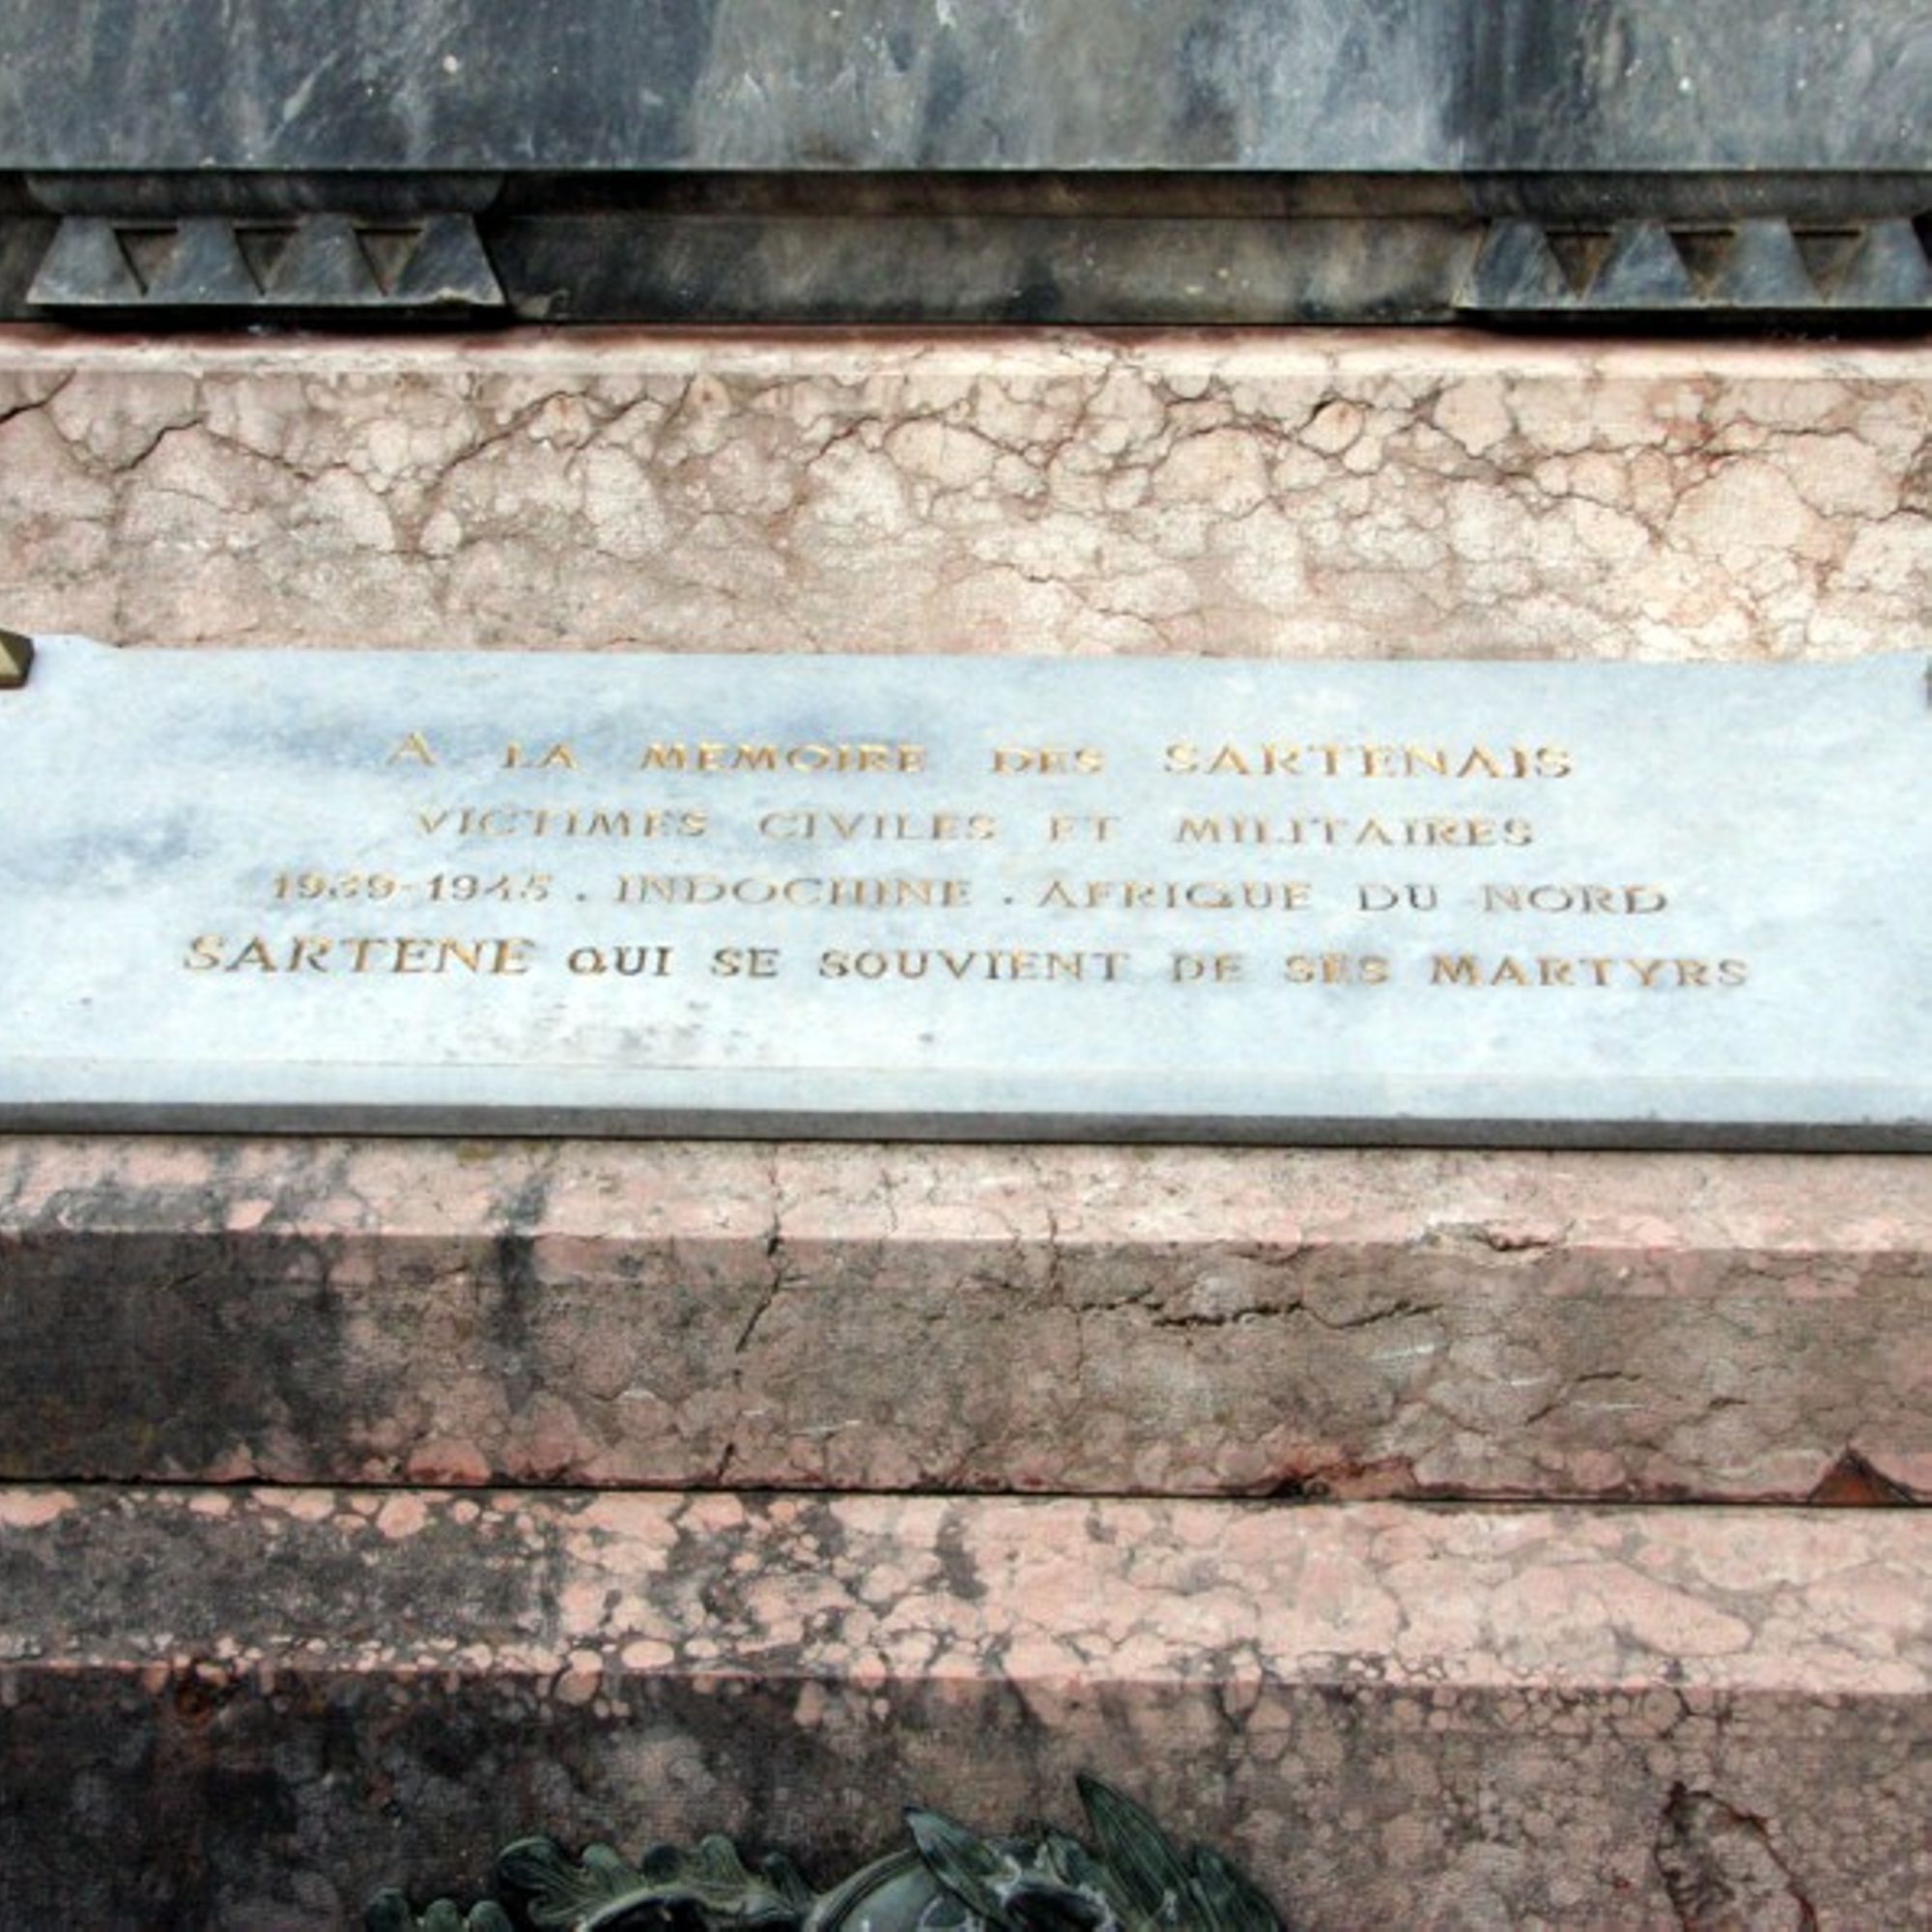 A LA MEMOIRE DES SARTENAIS
VICTIMES CIVILES ET MILITAIRES
1939-1945 . INDOCHINE . AFRIQUE DU NORD
SARTENE QUI SE SOUVIENT DE SES MARTYRS